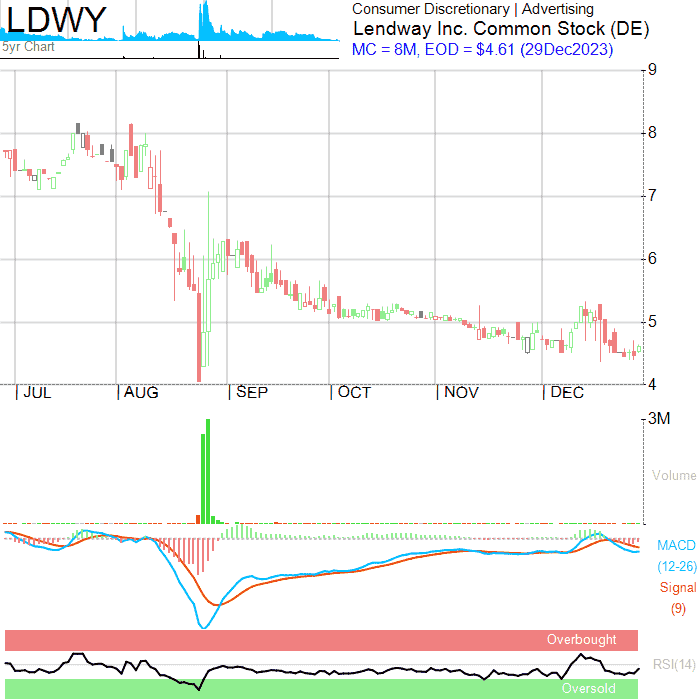 LDWY
5yr Chart
Consumer Discretionary | Advertising
Lendway Inc. Common Stock (DE)
MC = 8M, EOD = $4.61 (29Dec2023)
9
8
7
6
5
4
JUL AUG SEP OCT NOV DEC
3M
Volume
MACD
(12-26)
Signal
(9)
Overbought
RSI(14)
Oversold